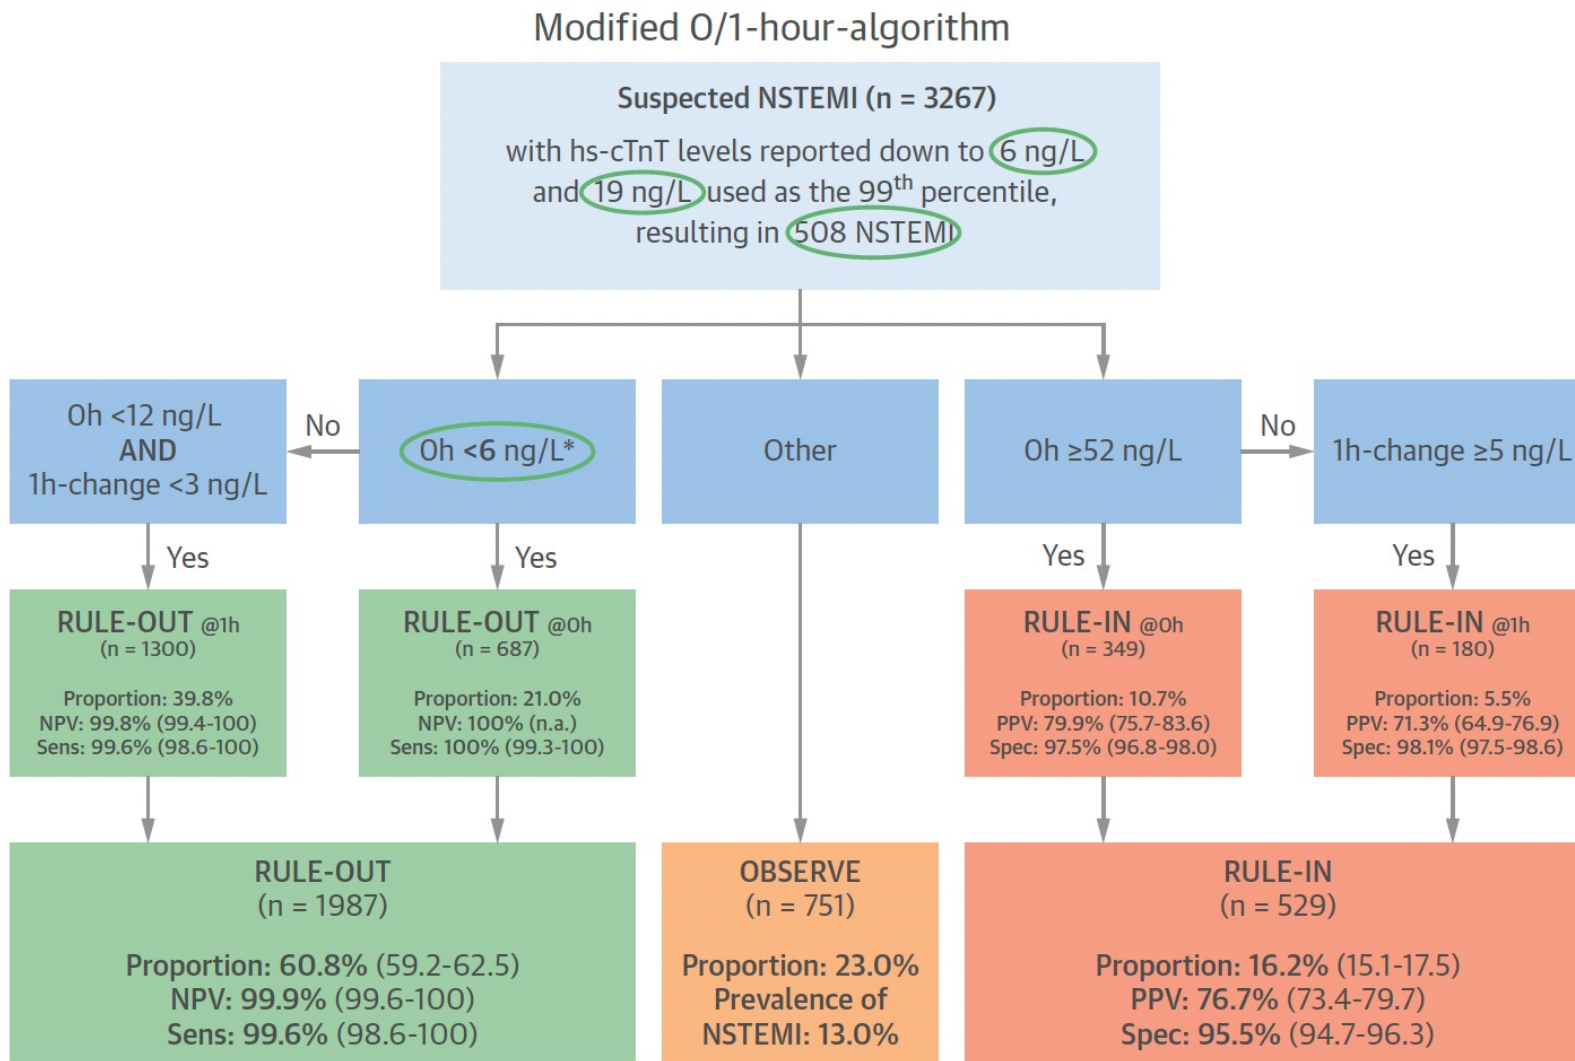 Modified 0/1-hour-algorithm
Suspected NSTEMI (n = 3267)
with hs-cTnT levels reported down to 6 ng/L
and 19 ng/L used as the 99th percentile,
resulting in 508 NSTEMI
0h <12 ng/L
AND
1h-change <3 ng/L
No
0h <6 ng/L*
Other
0h ≥52 ng/L
No
1h-change ≥5 ng/L
Yes
Yes
Yes
Yes
RULE-OUT @1h
(n = 1300)
Proportion: 39.8%
NPV: 99.8% (99.4-100)
Sens: 99.6% (98.6-100)
RULE-OUT @0h
(n = 687)
Proportion: 21.0%
NPV: 100% (n.a.)
Sens: 100% (99.3-100)
RULE-IN @0h
(n = 349)
Proportion: 10.7%
PPV: 79.9% (75.7-83.6)
Spec: 97.5% (96.8-98.0)
RULE-IN @1h
(n = 180)
Proportion: 5.5%
PPV: 71.3% (64.9-76.9)
Spec: 98.1% (97.5-98.6)
RULE-OUT
(n = 1987)
Proportion: 60.8% (59.2-62.5)
NPV: 99.9% (99.6-100)
Sens: 99.6% (98.6-100)
OBSERVE
(n = 751)
Proportion: 23.0%
Prevalence of
NSTEMI: 13.0%
RULE-IN
(n = 529)
Proportion: 16.2% (15.1-17.5)
PPV: 76.7% (73.4-79.7)
Spec: 95.5% (94.7-96.3)